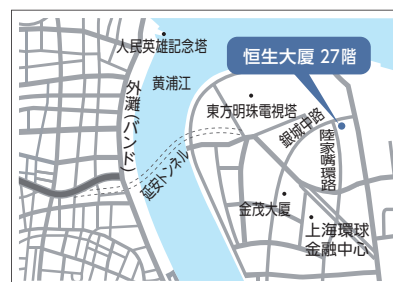 人民英雄記念塔
恒生大厦 27階
黄浦江
外灘(バンド)
東方明珠電視塔
銀城中路
陸家嘴環路
延安トンネル
金茂大厦
上海環球
金融中心